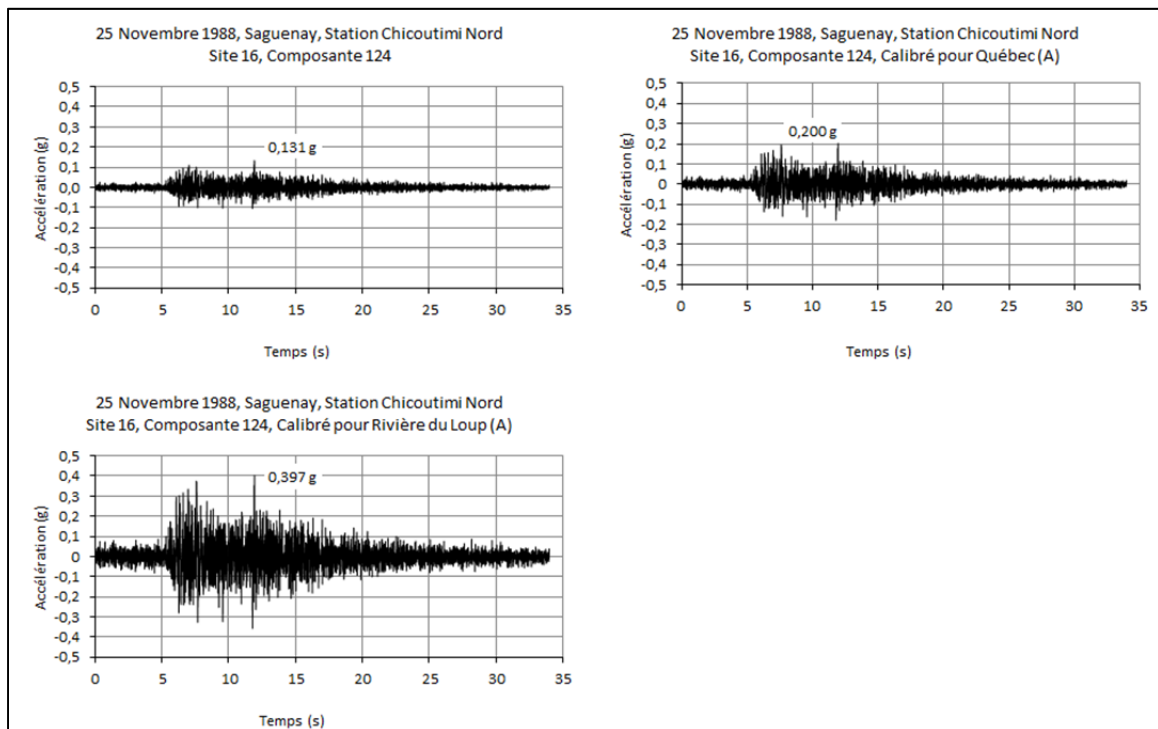 25 Novembre 1988, Saguenay, Station Chicoutimi Nord
Site 16, Composante 124
0,5
0,4
0,3
0,2
0,1
0,0
-0,1
-0,2
-0,3
-0,4
-0,5
Accélération (g)
0,131 g
0 5 10 15 20 25 30 35
Temps (s)
25 Novembre 1988, Saguenay, Station Chicoutimi Nord
Site 16, Composante 124, Calibré pour Québec (A)
0,5
0,4
0,3
0,2
0,1
0
-0,1
-0,2
-0,3
-0,4
-0,5
Accélération (g)
0,200 g
0 5 10 15 20 25 30 35
Temps (s)
25 Novembre 1988, Saguenay, Station Chicoutimi Nord
Site 16, Composante 124, Calibré pour Rivière du Loup (A)
0,5
0,4
0,3
0,2
0,1
0
-0,1
-0,2
-0,3
-0,4
-0,5
Accélération (g)
0,397 g
0 5 10 15 20 25 30 35
Temps (s)